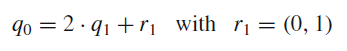 q₀ = 2 · q₁ + r₁ with r₁ = (0, 1)